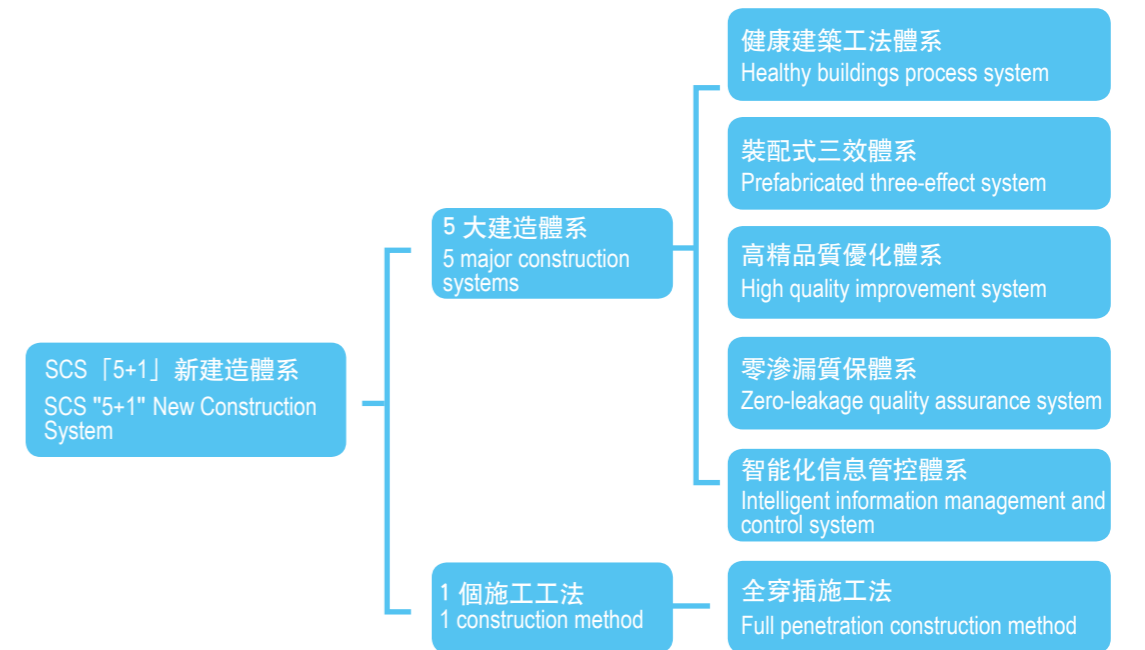 SCS「5+1」新建造體系
SCS "5+1" New Construction
System
5 大建造體系
5 major construction
systems
健康建築工法體系
Healthy buildings process system
裝配式三效體系
Prefabricated three-effect system
高精品質優化體系
High quality improvement system
零滲漏質保體系
Zero-leakage quality assurance system
智能化信息管控體系
Intelligent information management and
control system
1 個施工工法
1 construction method
全穿插施工法
Full penetration construction method